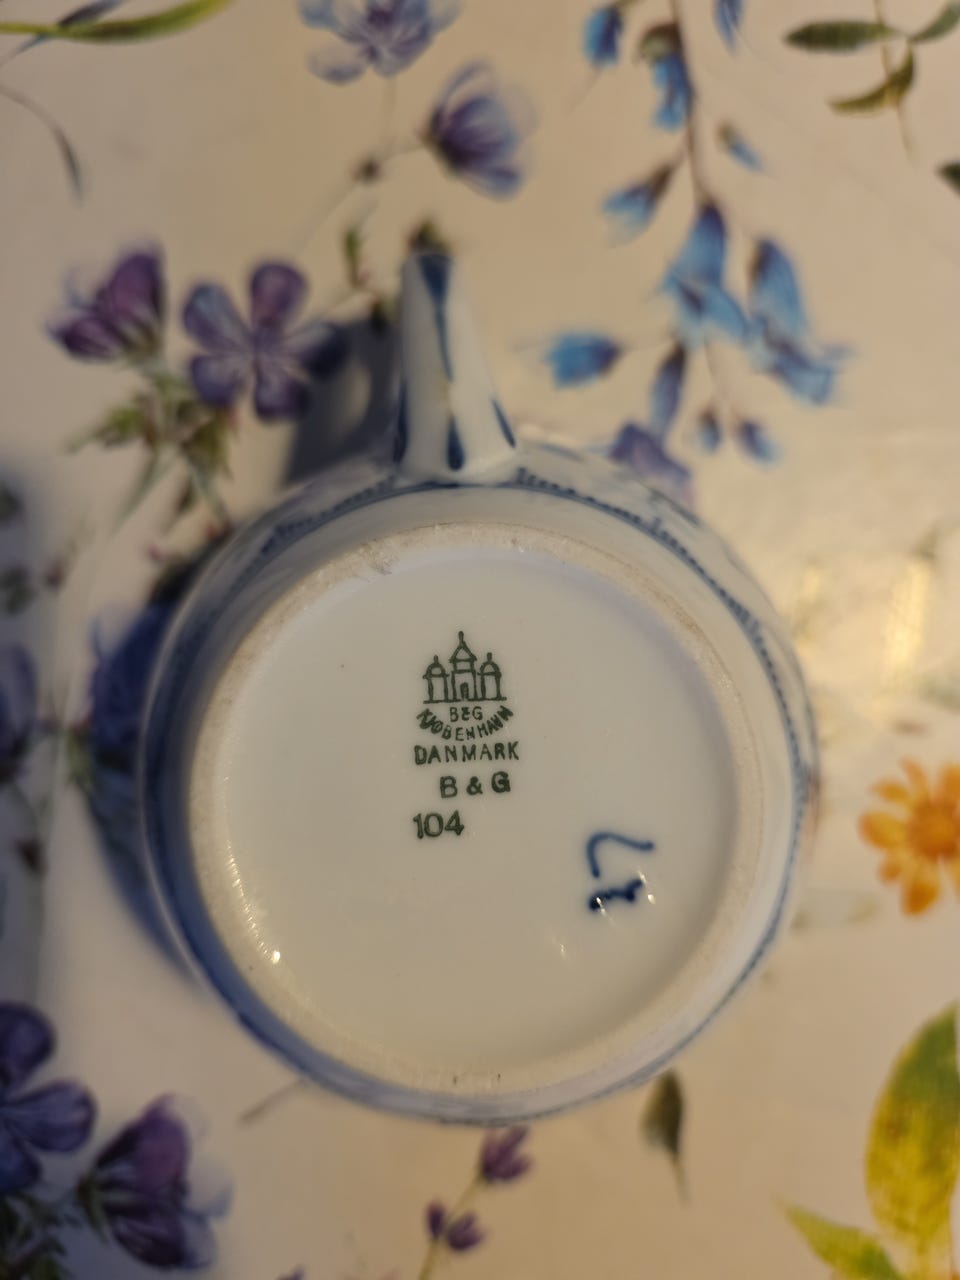 B&G
KJØBENHAVN
DANMARK
B & G
104